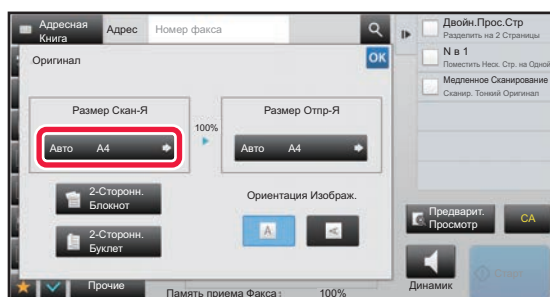 Адресная
Книга
Адрес
Номер факса
Двойн.Прос.Стр
Разделить на 2 Страницы
Оригинал
OK
N в 1
Поместить Неск. Стр. на Одной
Медленное Сканирование
Сканир. Тонкий Оригинал
Размер Скан-Я
100%
Размер Отпр-Я
Авто A4
Авто A4
2-Сторонн.
Блокнот
Ориентация Изображ.
2-Сторонн.
Буклет
A
A
Предварит.
Просмотр
CA
Прочие
Память приема Факса: 100%
Динамик
Старт